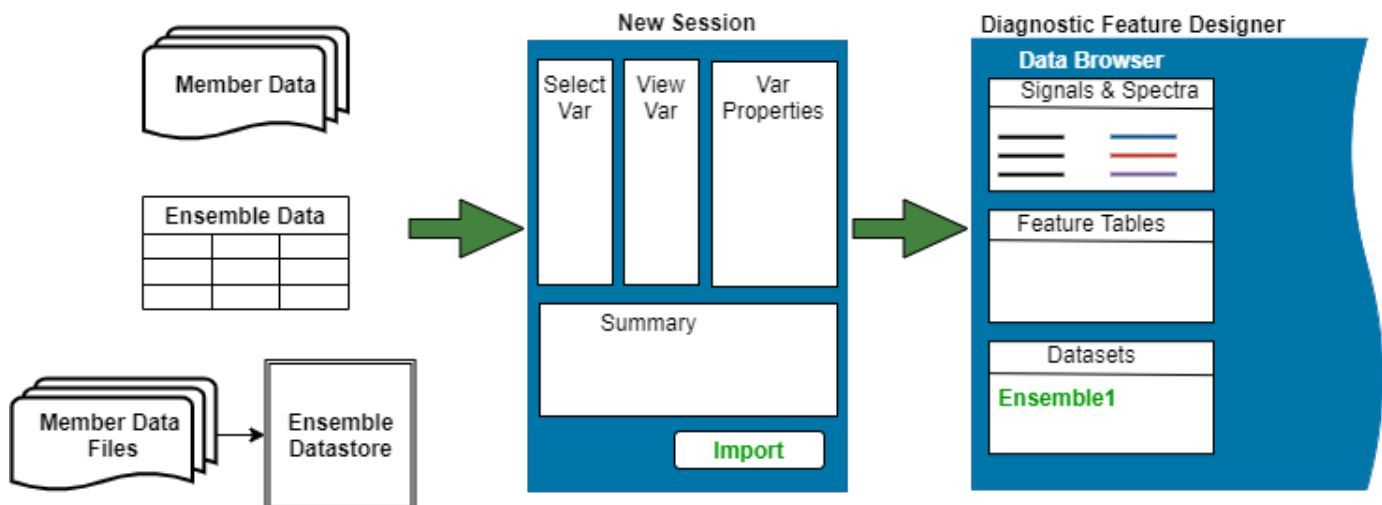 Member Data
Ensemble Data
Member Data
Files
Ensemble
Datastore
New Session
Select
Var
View
Var
Var
Properties
Summary
Import
Diagnostic Feature Designer
Data Browser
Signals & Spectra
Feature Tables
Datasets
Ensemble1